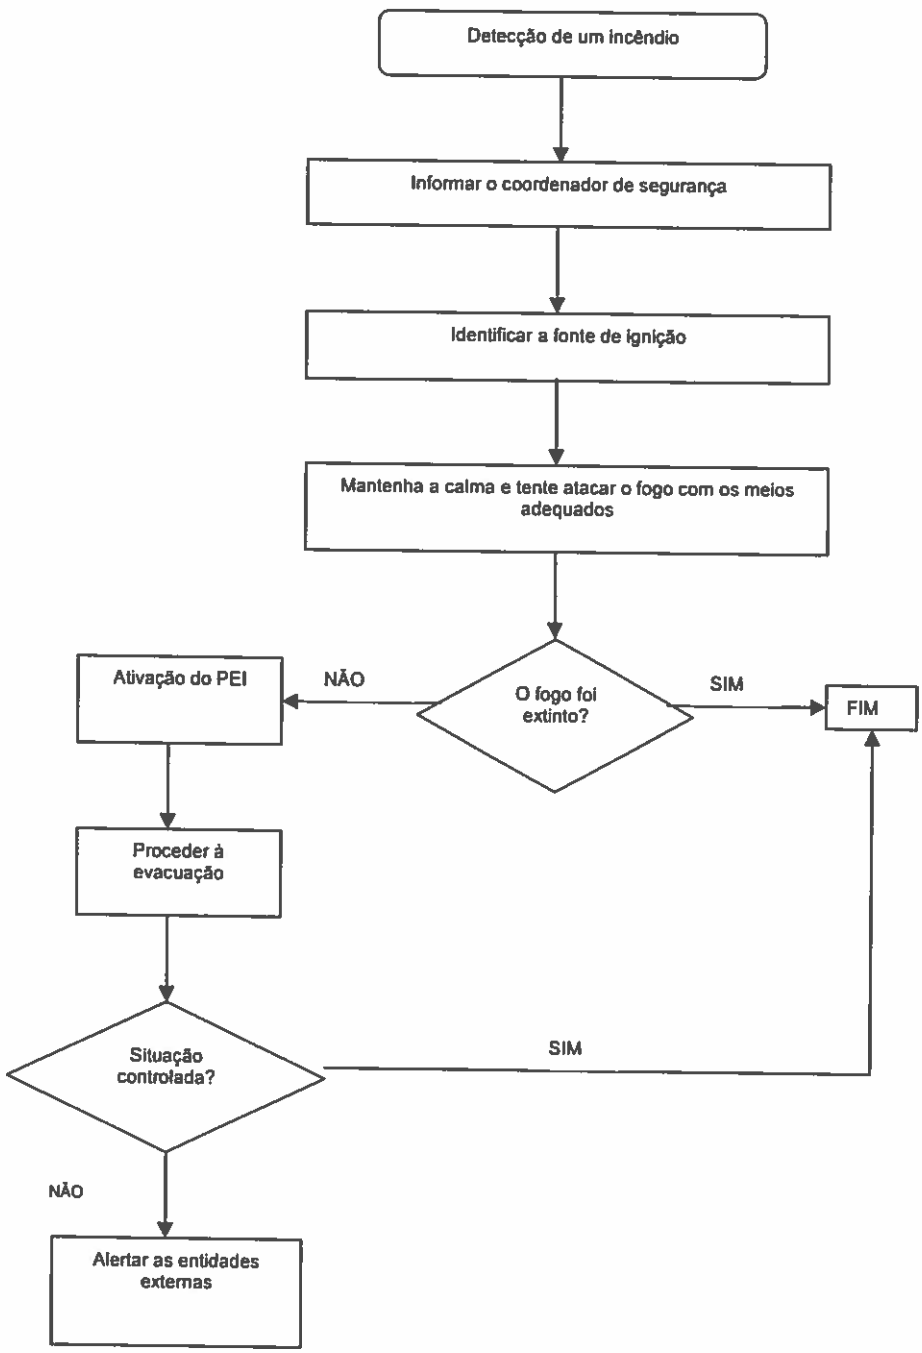 Detecção de um incêndio
Informar o coordenador de segurança
Identificar a fonte de ignição
Mantenha a calma e tente atacar o fogo com os meios
adequados
Ativação do PEI
NÃO
O fogo foi
extinto?
SIM
FIM
Proceder à
evacuação
Situação
controlada?
SIM
NÃO
Alertar as entidades
externas